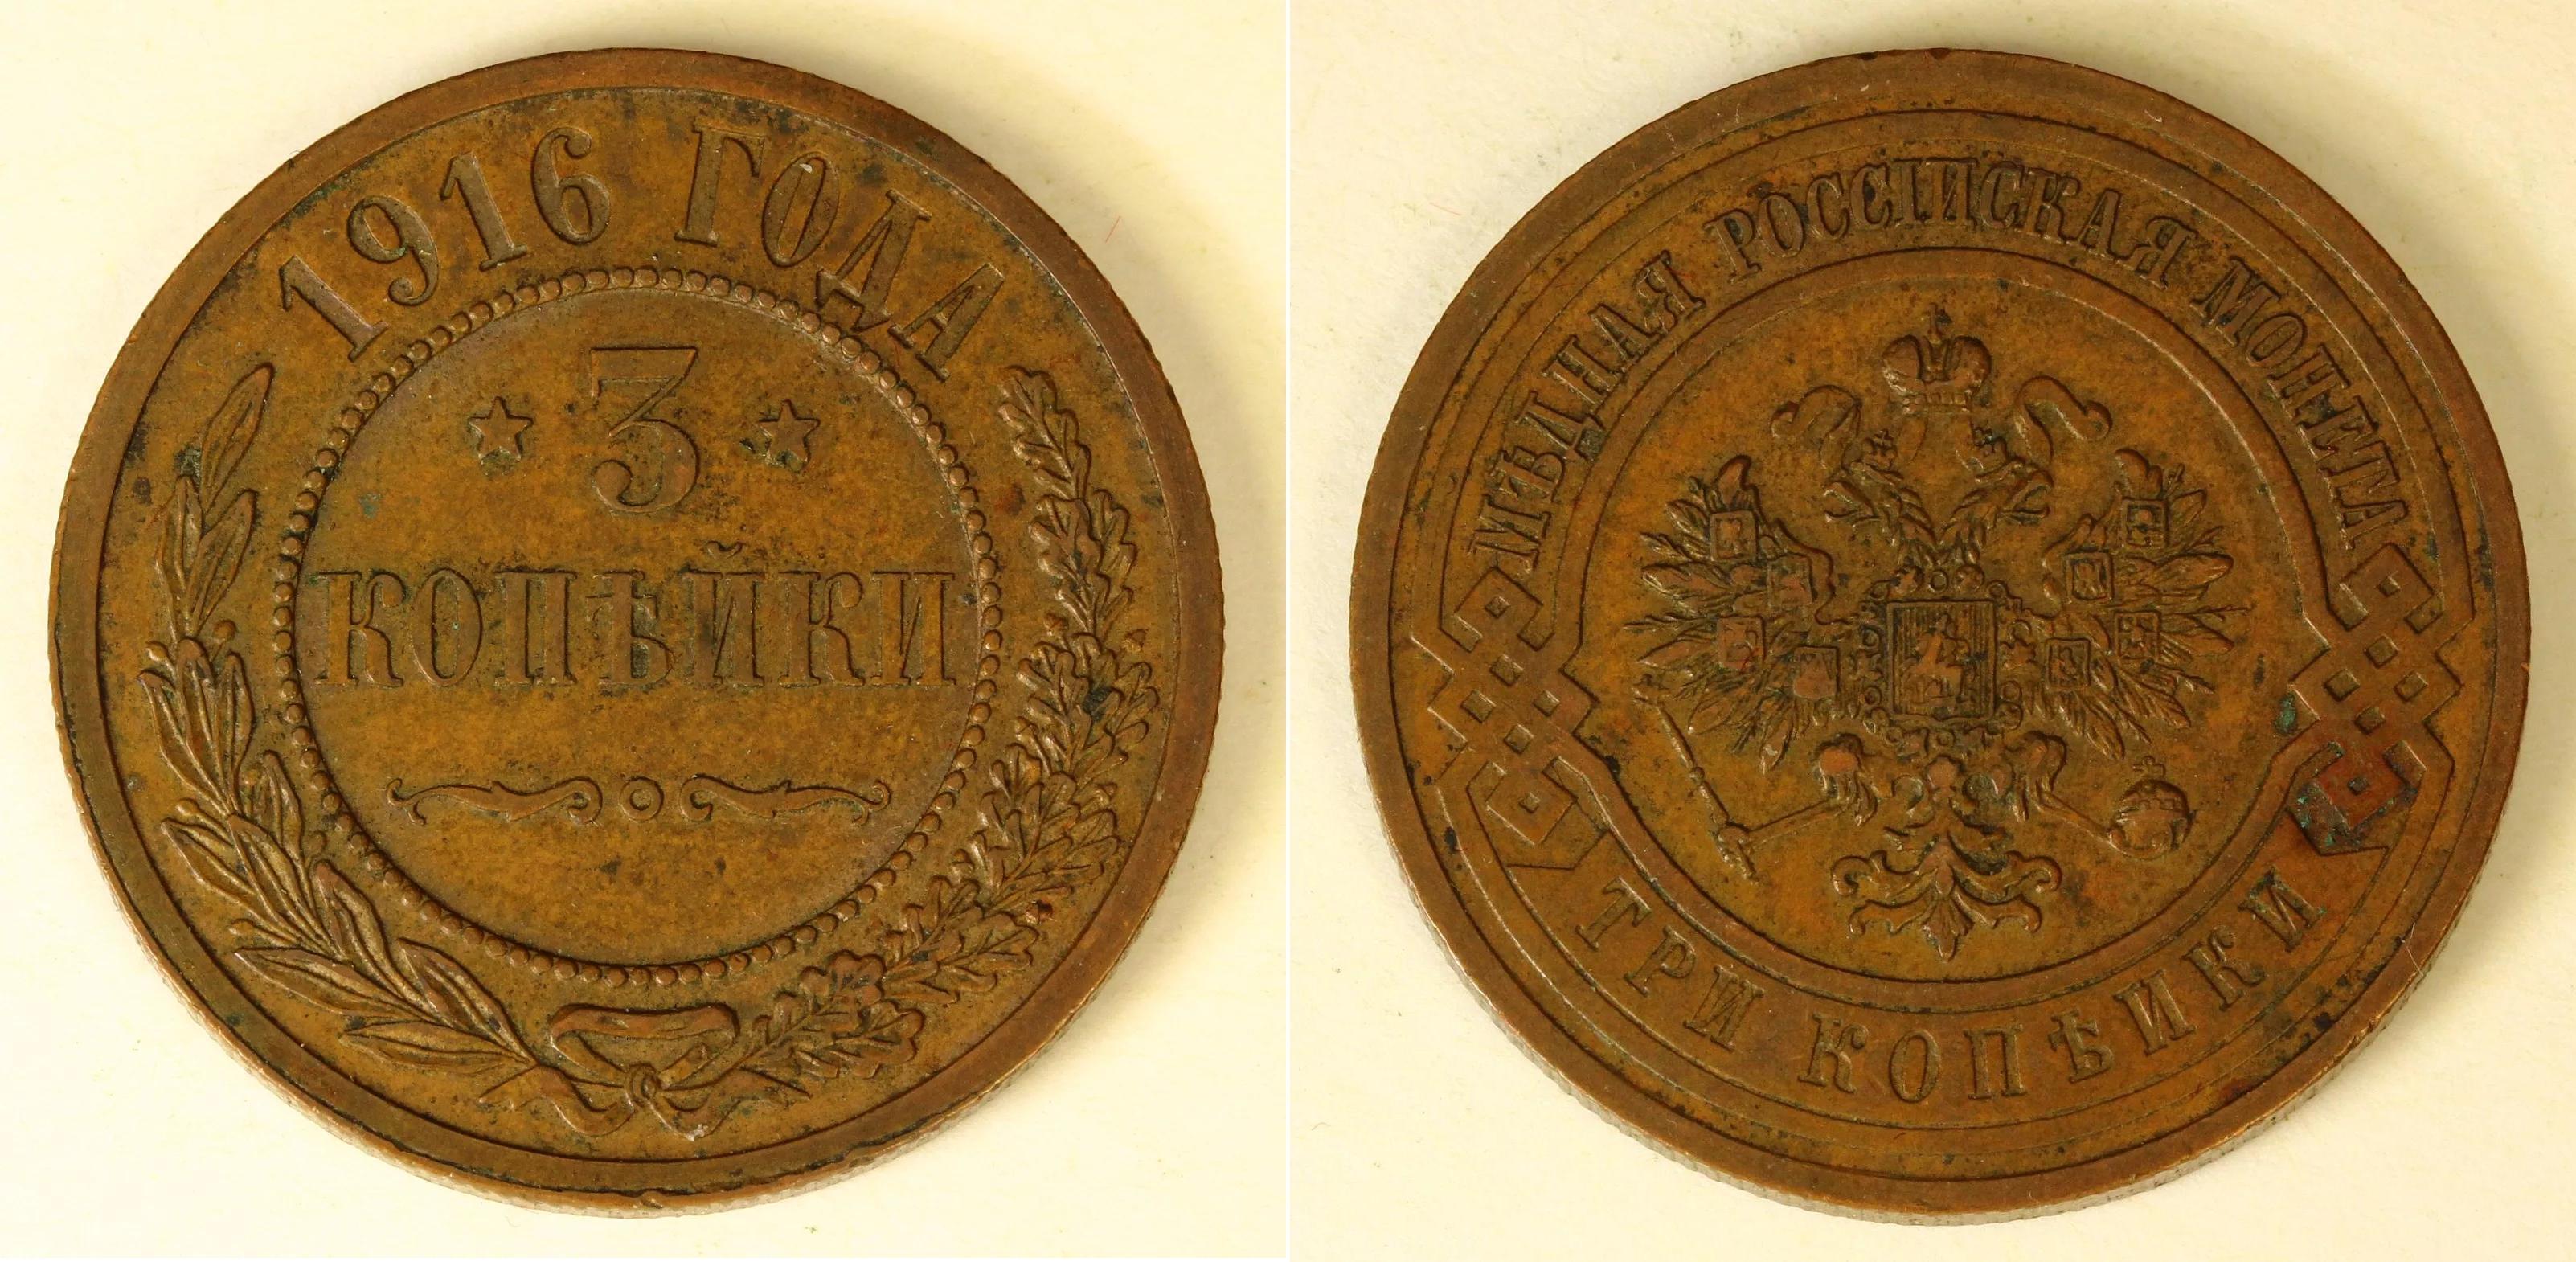 1916 ГОДА
3
КОПѢЙКИ
МѢДНАЯ РОССІЙСКАЯ МОНЕТА
ТРИ КОПѢЙКИ